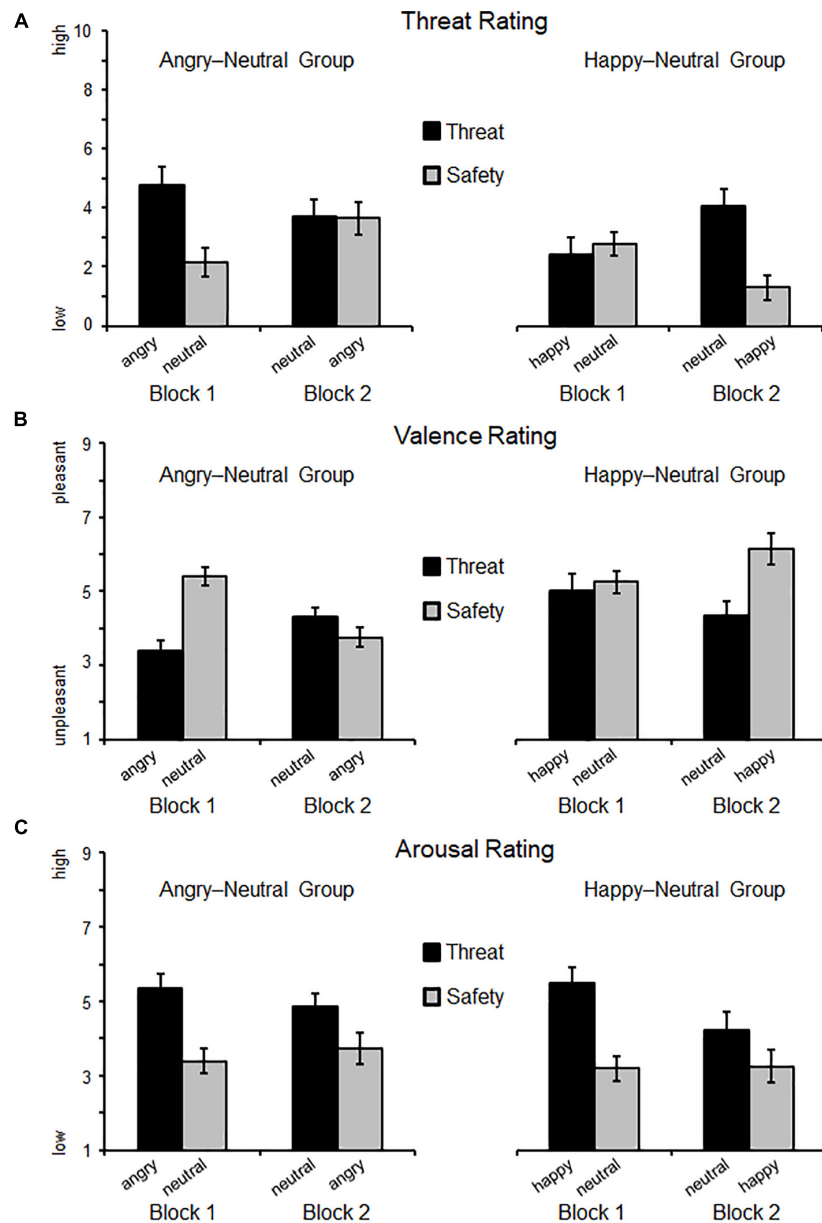 A
Threat Rating
high
10
8
6
4
2
0
low
Angry–Neutral Group
Happy–Neutral Group
Threat
Safety
angry neutral neutral angry
happy neutral neutral happy
Block 1 Block 2
Block 1 Block 2
B
Valence Rating
pleasant
9
7
5
3
1
unpleasant
Angry–Neutral Group
Happy–Neutral Group
Threat
Safety
angry neutral neutral angry
happy neutral neutral happy
Block 1 Block 2
Block 1 Block 2
C
Arousal Rating
high
9
7
5
3
1
low
Angry–Neutral Group
Happy–Neutral Group
Threat
Safety
angry neutral neutral angry
happy neutral neutral happy
Block 1 Block 2
Block 1 Block 2